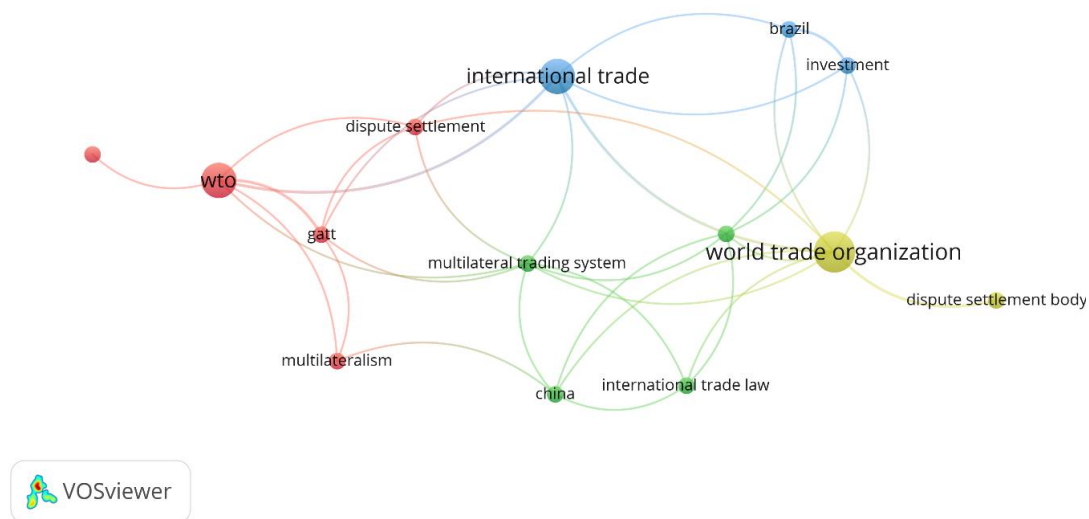 brazil
investment
international trade
dispute settlement
wto
gatt
multilateral trading system
world trade organization
dispute settlement body
multilateralism
international trade law
china
VOSviewer